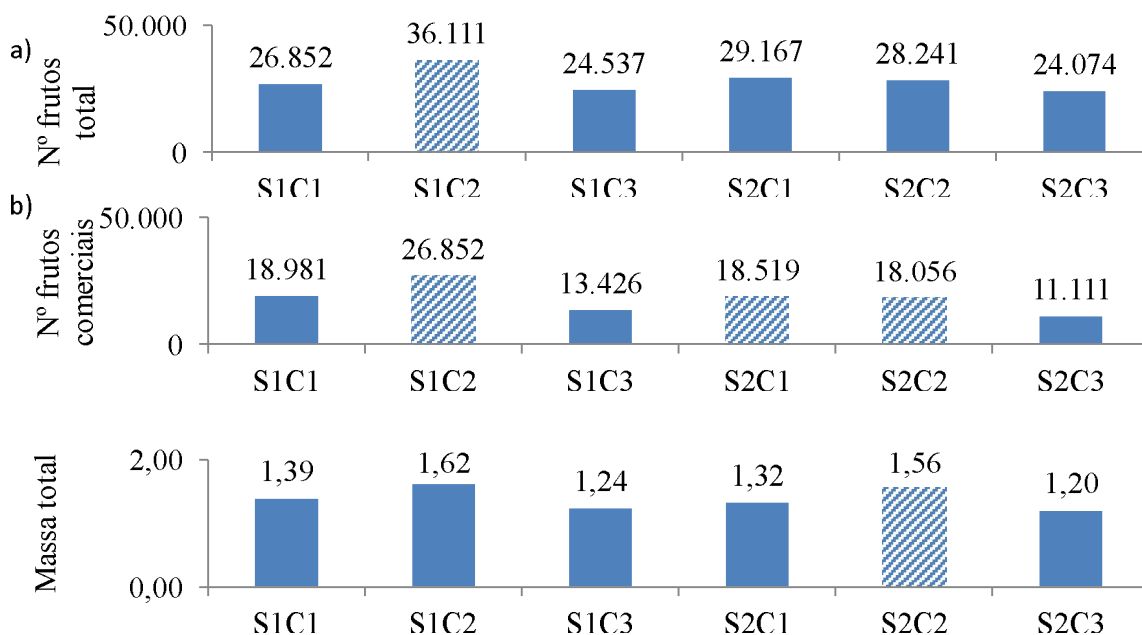 a)
Nº frutos
total
50.000
0
26.852
36.111
24.537
29.167
28.241
24.074
S1C1
S1C2
S1C3
S2C1
S2C2
S2C3
b)
Nº frutos
comerciais
50.000
0
18.981
26.852
13.426
18.519
18.056
11.111
S1C1
S1C2
S1C3
S2C1
S2C2
S2C3
Massa total
2,00
0,00
1,39
1,62
1,24
1,32
1,56
1,20
S1C1
S1C2
S1C3
S2C1
S2C2
S2C3